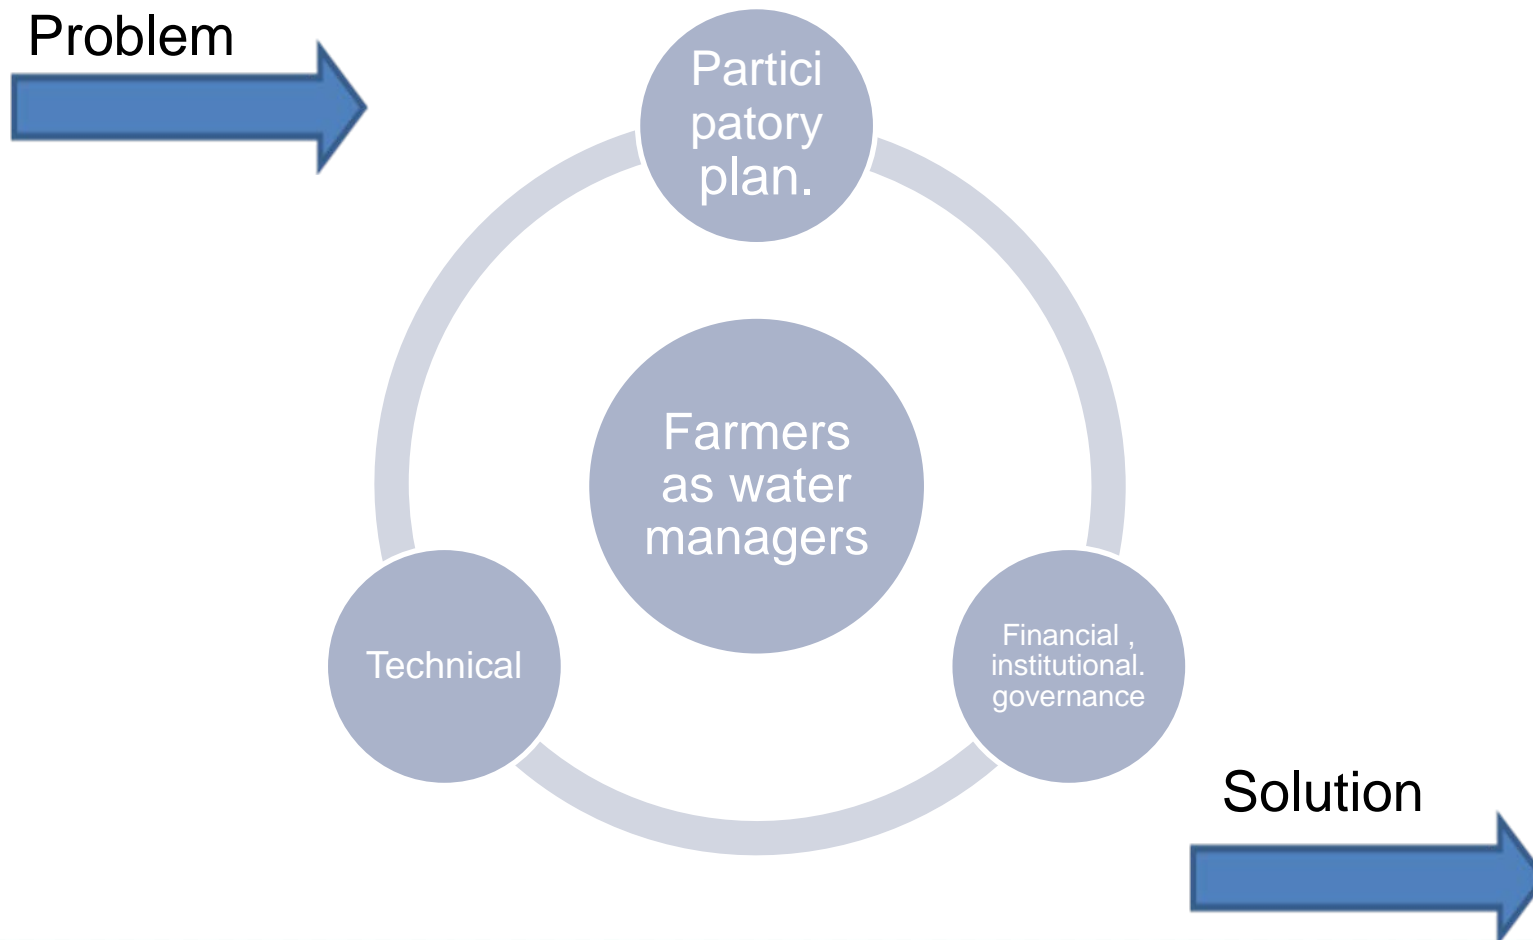 Problem
Partici
patory
plan.
Farmers
as water
managers
Technical
Financial ,
institutional.
governance
Solution